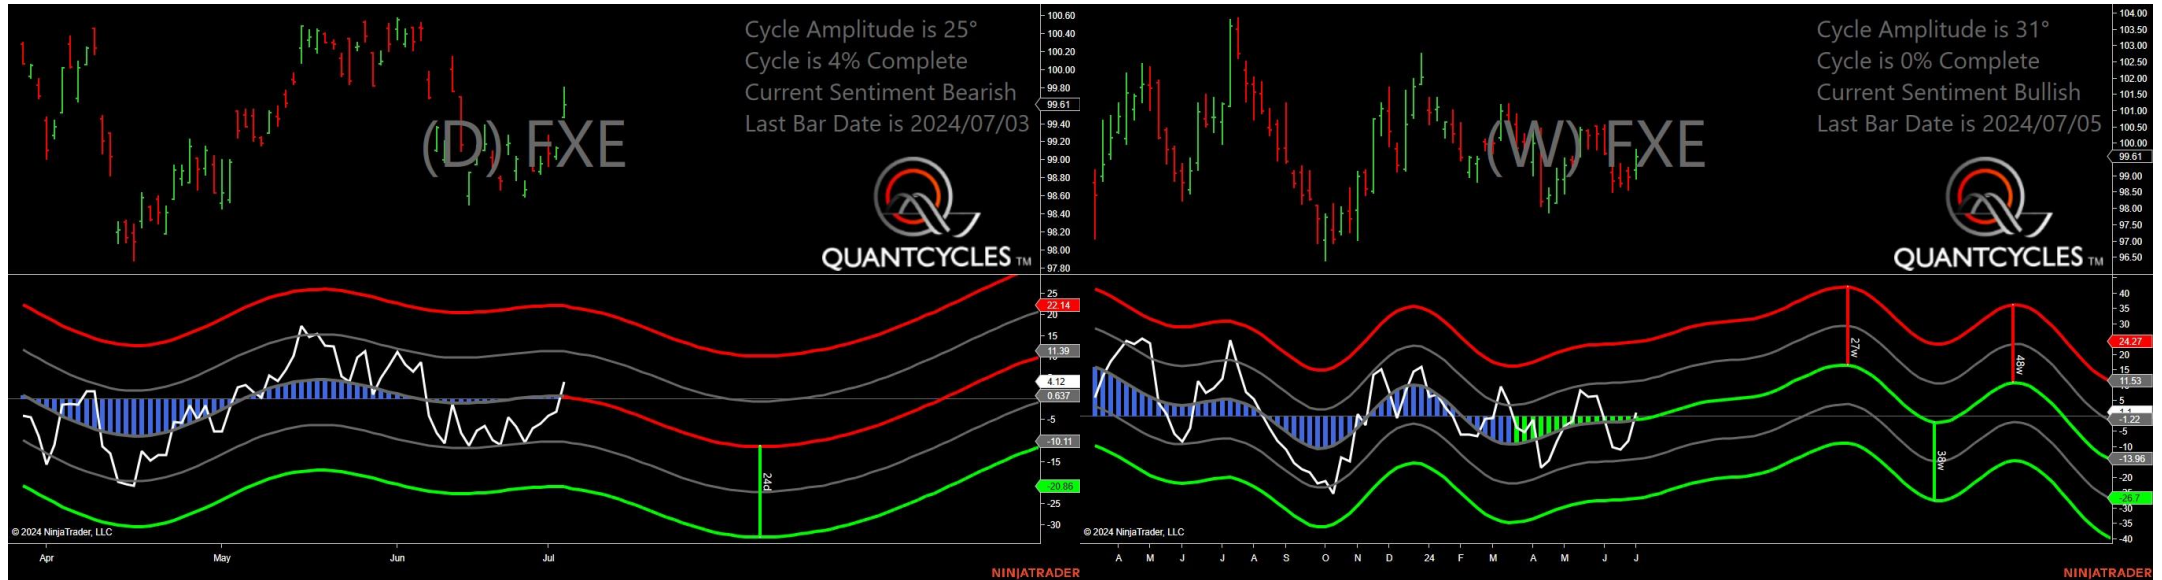 Cycle Amplitude is 25°
Cycle is 4% Complete
Current Sentiment Bearish
Last Bar Date is 2024/07/03
(D) FXE
QUANTCYCLES TM
100.60
100.40
100.20
100.00
99.80
99.61
99.40
99.20
99.00
98.80
98.60
98.40
98.20
98.00
97.80
25
22.14
20
15
11.39
4.12
0.637
-5
-10.11
-15
-20.86
-25
-30
24d
© 2024 NinjaTrader, LLC
Apr May Jun Jul
NINJATRADER
Cycle Amplitude is 31°
Cycle is 0% Complete
Current Sentiment Bullish
Last Bar Date is 2024/07/05
(W) FXE
QUANTCYCLES TM
104.00
103.50
103.00
102.50
102.00
101.50
101.00
100.50
100.00
99.61
99.00
98.50
98.00
97.50
97.00
96.50
40
35
30
24.27
20
15
11.53
5
-1.22
-5
-10
-13.96
-20
-26.7
-30
-35
-40
27w
48w
38w
© 2024 NinjaTrader, LLC
A M J J A S O N D 24 F M A M J J
NINJATRADER